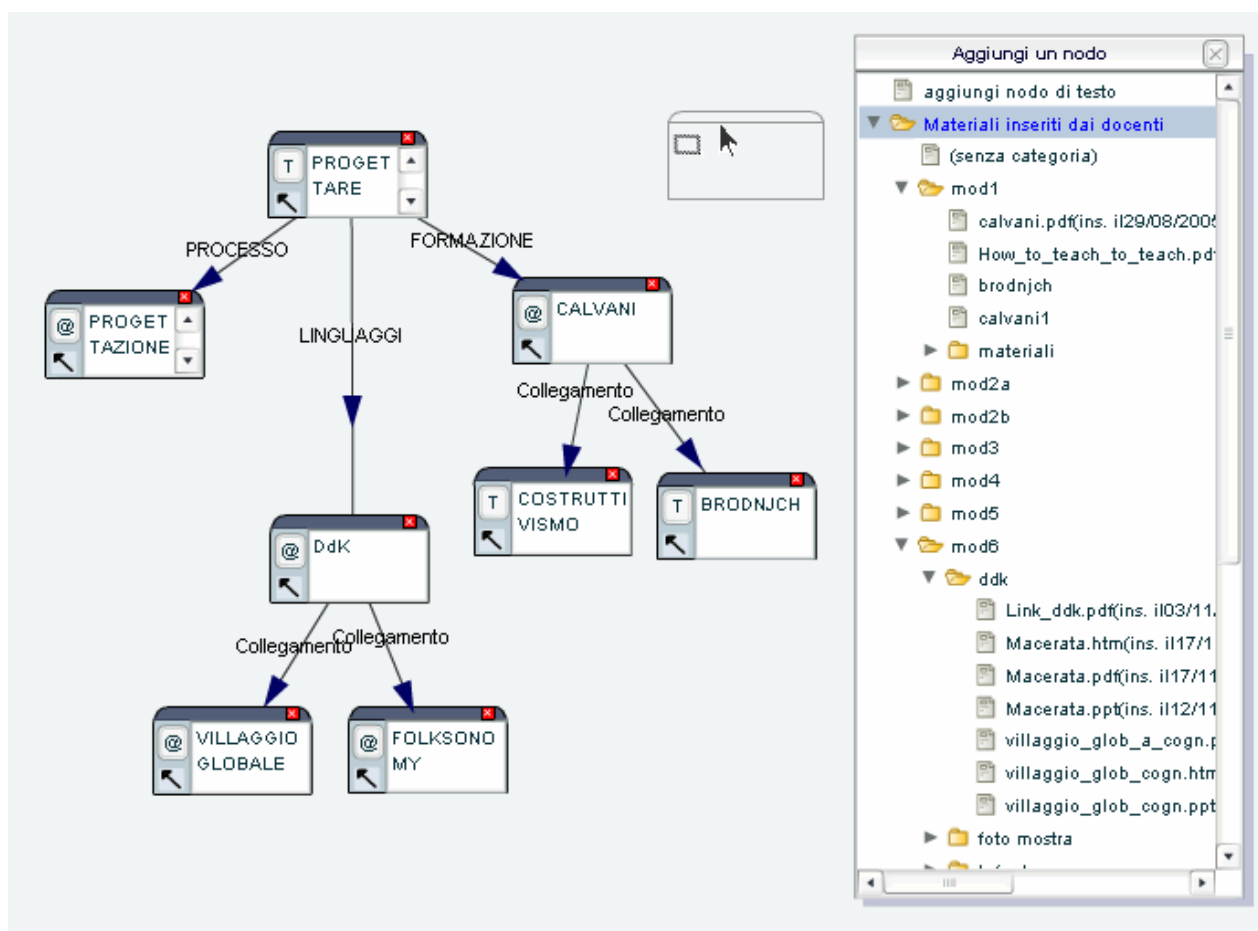 PROGET
TARE
PROCESSO
FORMAZIONE
LINGUAGGI
@ PROGET
TAZIONE
@ CALVANI
Collegamento
Collegamento
T COSTRUTTI
VISMO
T BRODNJCH
@ DdK
Collegamento
Collegamento
@ VILLAGGIO
GLOBALE
@ FOLKSONO
MY
Aggiungi un nodo
aggiungi nodo di testo
Materiali inseriti dai docenti
(senza categoria)
mod1
calvani.pdf(ins. il29/08/2005
How_to_teach_to_teach.pdf
brodnjch
calvani1
materiali
mod2a
mod2b
mod3
mod4
mod5
mod6
ddk
Link_ddk.pdf(ins. il03/11.
Macerata.htm(ins. il17/1
Macerata.pdf(ins. il17/11
Macerata.ppt(ins. il12/11
villaggio_glob_a_cogn.p
villaggio_glob_cogn.htm
villaggio_glob_cogn.ppt
foto mostra